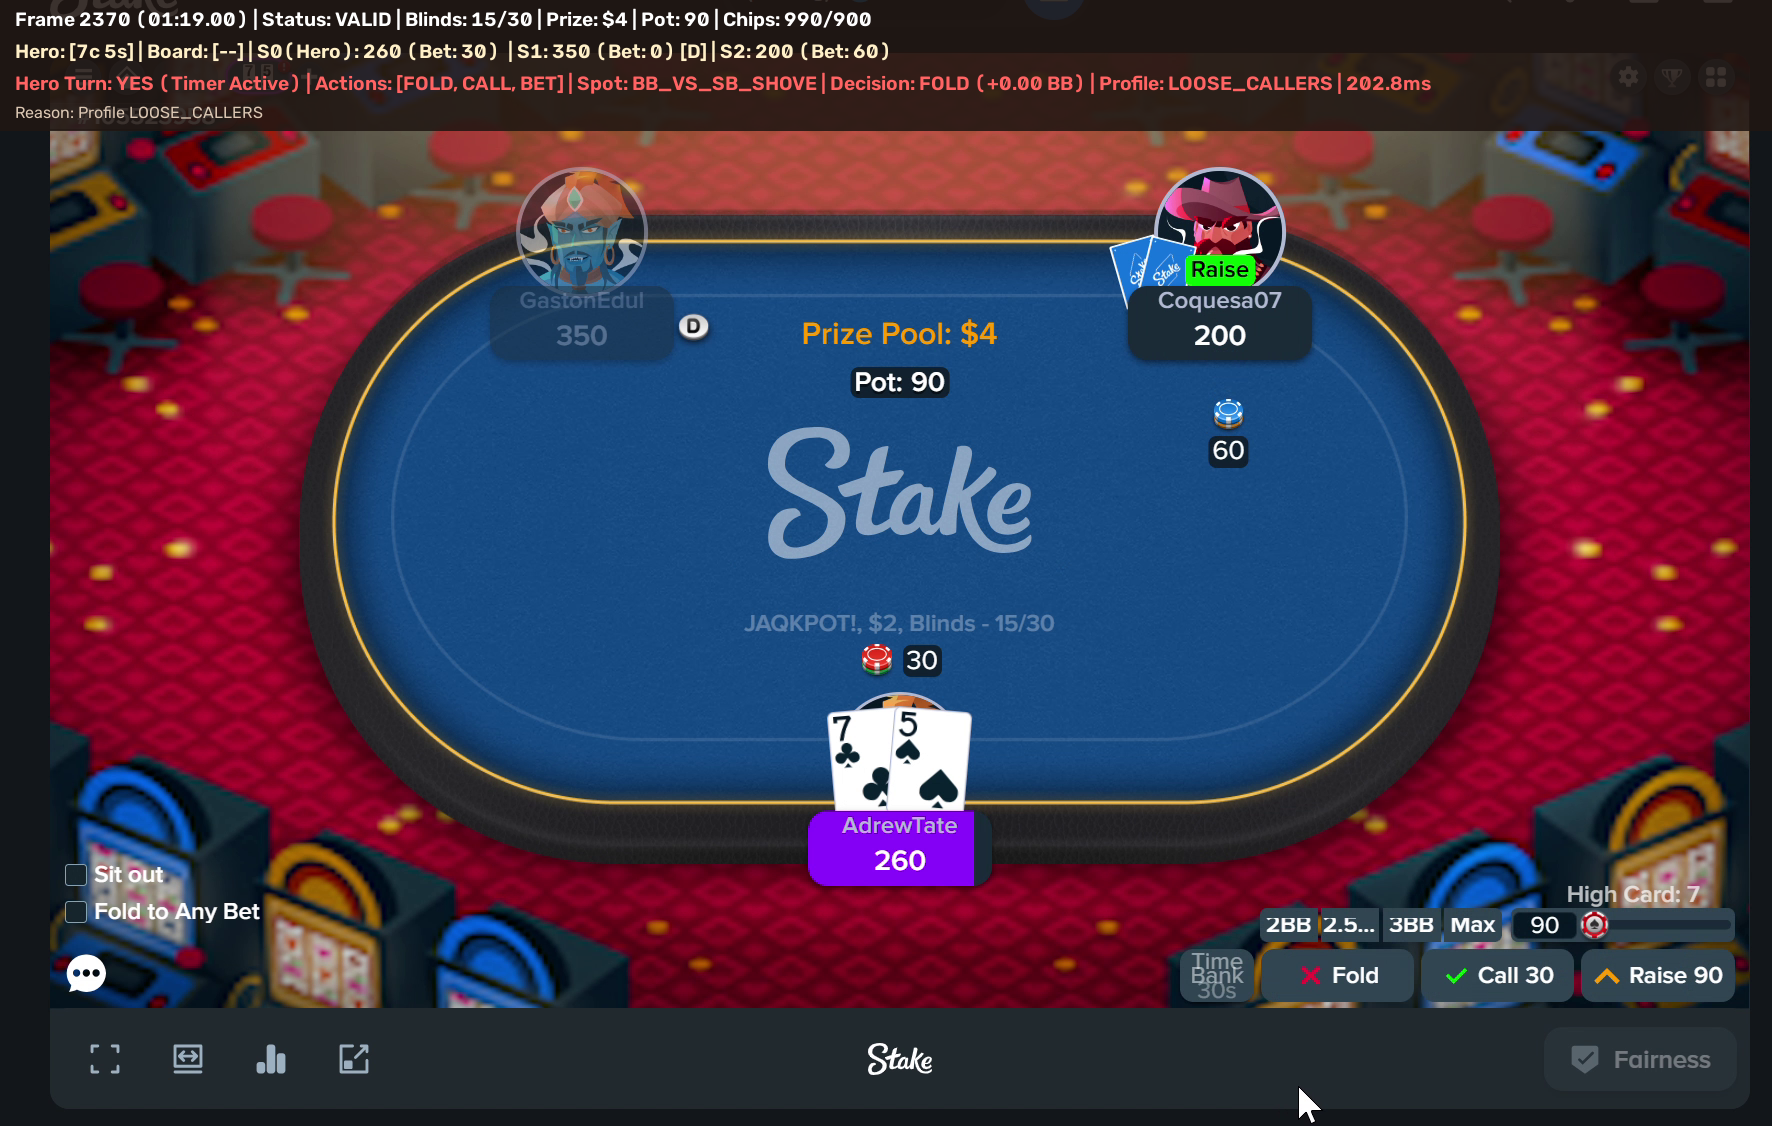 Frame 2370 (01:19.00) | Status: VALID | Blinds: 15/30 | Prize: $4 | Pot: 90 | Chips: 990/900
Hero: [7c 5s] | Board: [--] | S0(Hero): 260 (Bet: 30) | S1: 350 (Bet: 0) [D] | S2: 200 (Bet: 60)
Hero Turn: YES (Timer Active) | Actions: [FOLD, CALL, BET] | Spot: BB_VS_SB_SHOVE | Decision: FOLD (+0.00 BB) | Profile: LOOSE_CALLERS | 202.8ms
Reason: Profile LOOSE_CALLERS
Stake
Stake
Raise
GastonEdul
350
D
Coquesa07
200
Prize Pool: $4
Pot: 90
60
Stake
JAQKPOT!, $2, Blinds - 15/30
30
7
5
AdrewTate
260
Sit out
Fold to Any Bet
High Card: 7
2BB
2.5...
3BB
Max
90
Time
Bank
30s
Fold
Call 30
Raise 90
Stake
Fairness